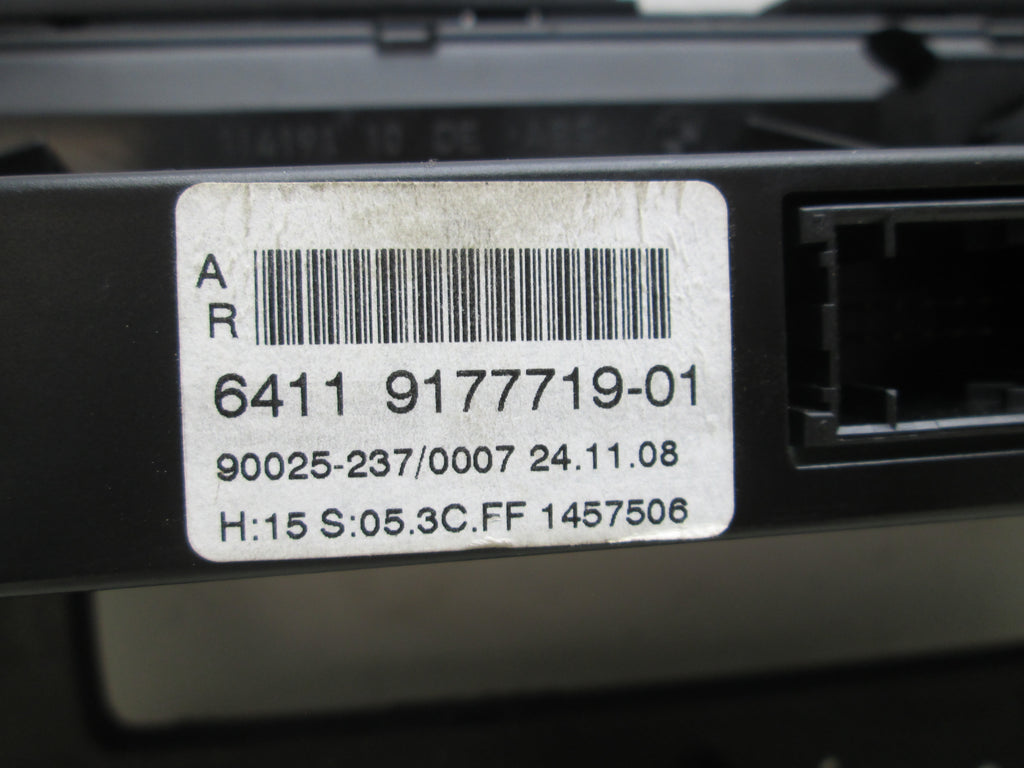 A
R
6411 9177719-01
90025-237/0007 24.11.08
H:15 S:05.3C.FF 1457506